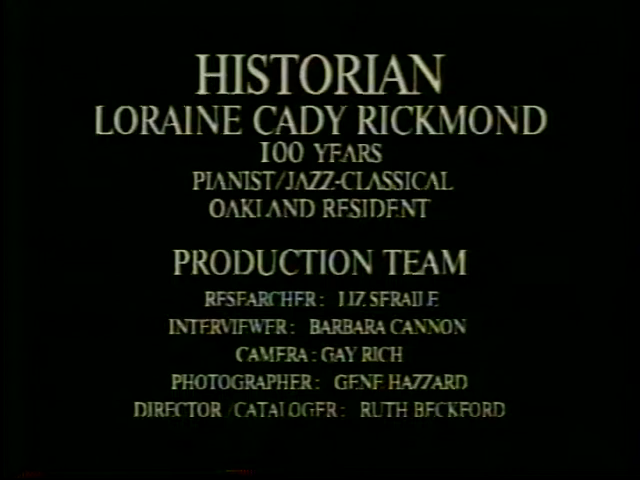 HISTORIAN
LORAINE CADY RICKMOND
100 YEARS
PIANIST/JAZZ-CLASSICAL
OAKLAND RESIDENT
PRODUCTION TEAM
RESEARCHER: LIZ SERAILE
INTERVIEWER: BARBARA CANNON
CAMERA: GAY RICH
PHOTOGRAPHER: GENE HAZZARD
DIRECTOR/CATALOGER: RUTH BECKFORD